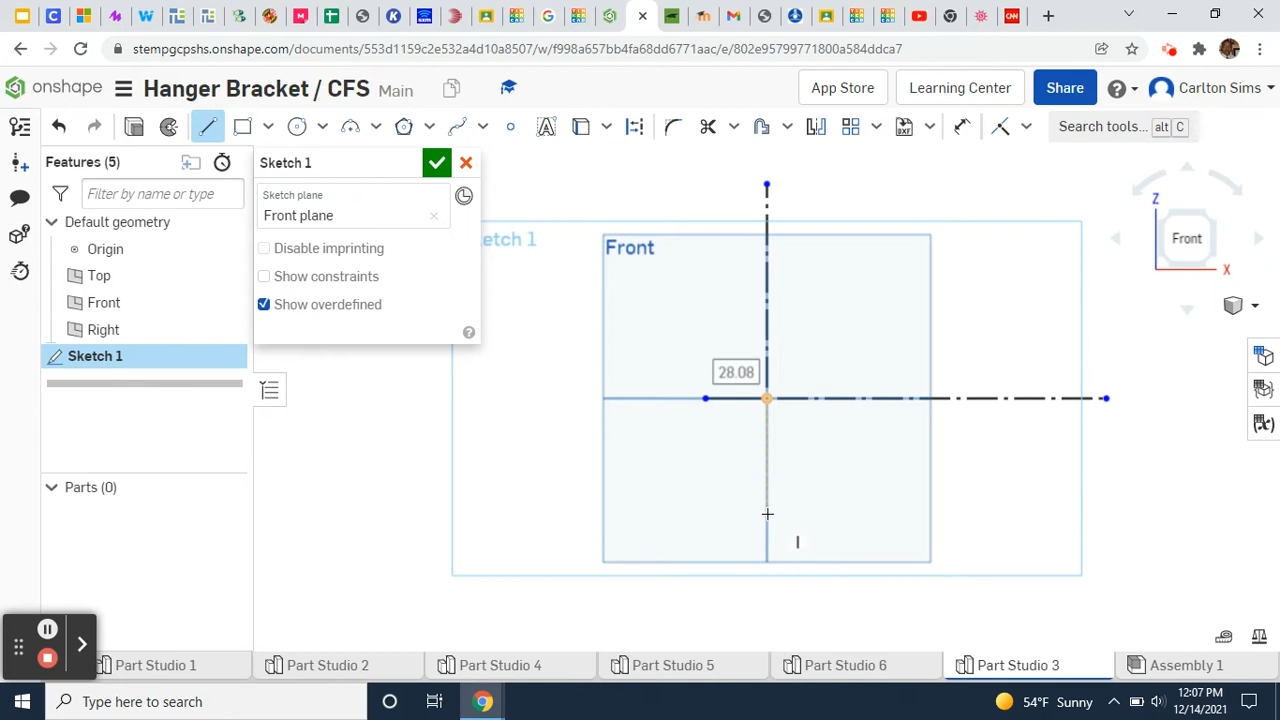 stempgcpshs.onshape.com/documents/553d1159c2e532a4d10a8507/w/f998a657bb4fa68dd6771aac/e/802e95799771800a584ddca7
onshape
Hanger Bracket / CFS
Main
App Store
Learning Center
Share
Carlton Sims
Search tools...
alt
C
Features (5)
Filter by name or type
Default geometry
Origin
Top
Front
Right
Sketch 1
Parts (0)
Sketch 1
Sketch plane
Front plane
Disable imprinting
Show constraints
Show overdefined
etch 1
Front
28.08
Z
Front
X
Part Studio 1
Part Studio 2
Part Studio 4
Part Studio 5
Part Studio 6
Part Studio 3
Assembly 1
Type here to search
54°F Sunny
12:07 PM
12/14/2021